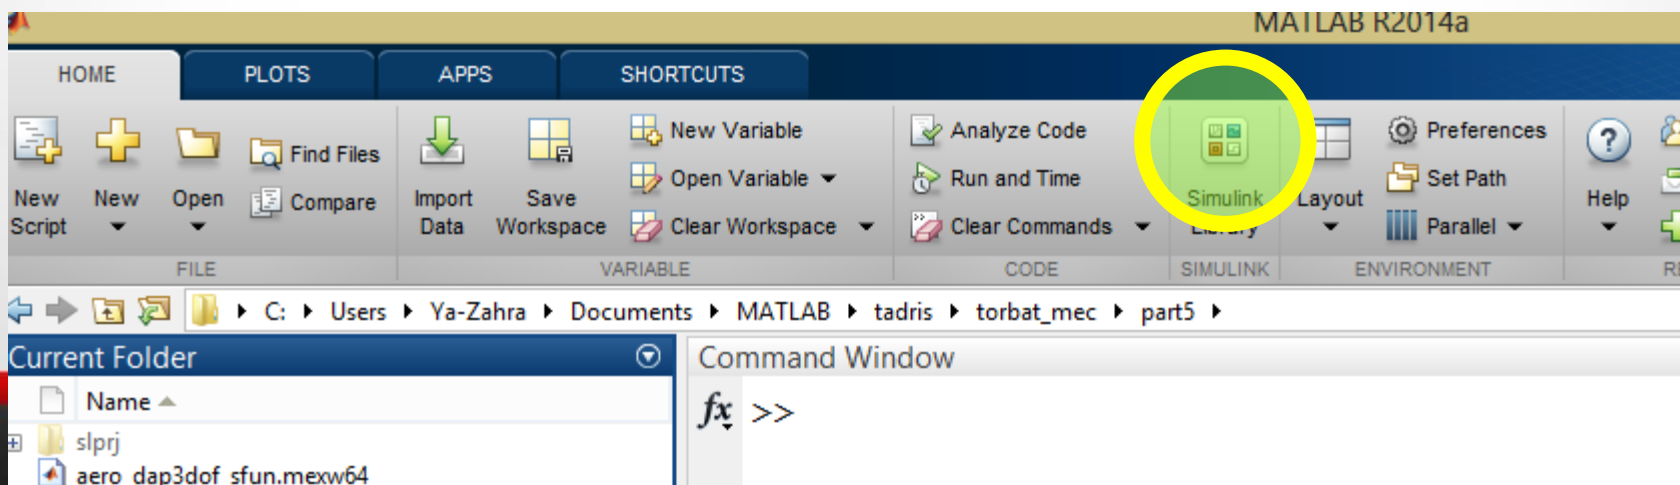 MATLAB R2014a
HOME PLOTS APPS SHORTCUTS
New Script
New
Open
Find Files
Compare
Import Data
Save Workspace
New Variable
Open Variable
Clear Workspace
Analyze Code
Run and Time
Clear Commands
Simulink Library
Layout
Preferences
Set Path
Parallel
Help
FILE VARIABLE CODE SIMULINK ENVIRONMENT
C: Users Ya-Zahra Documents MATLAB tadris torbat_mec part5
Current Folder
Name
slprj
aero_dap3dof_sfun.mexw64
Command Window
fx >>